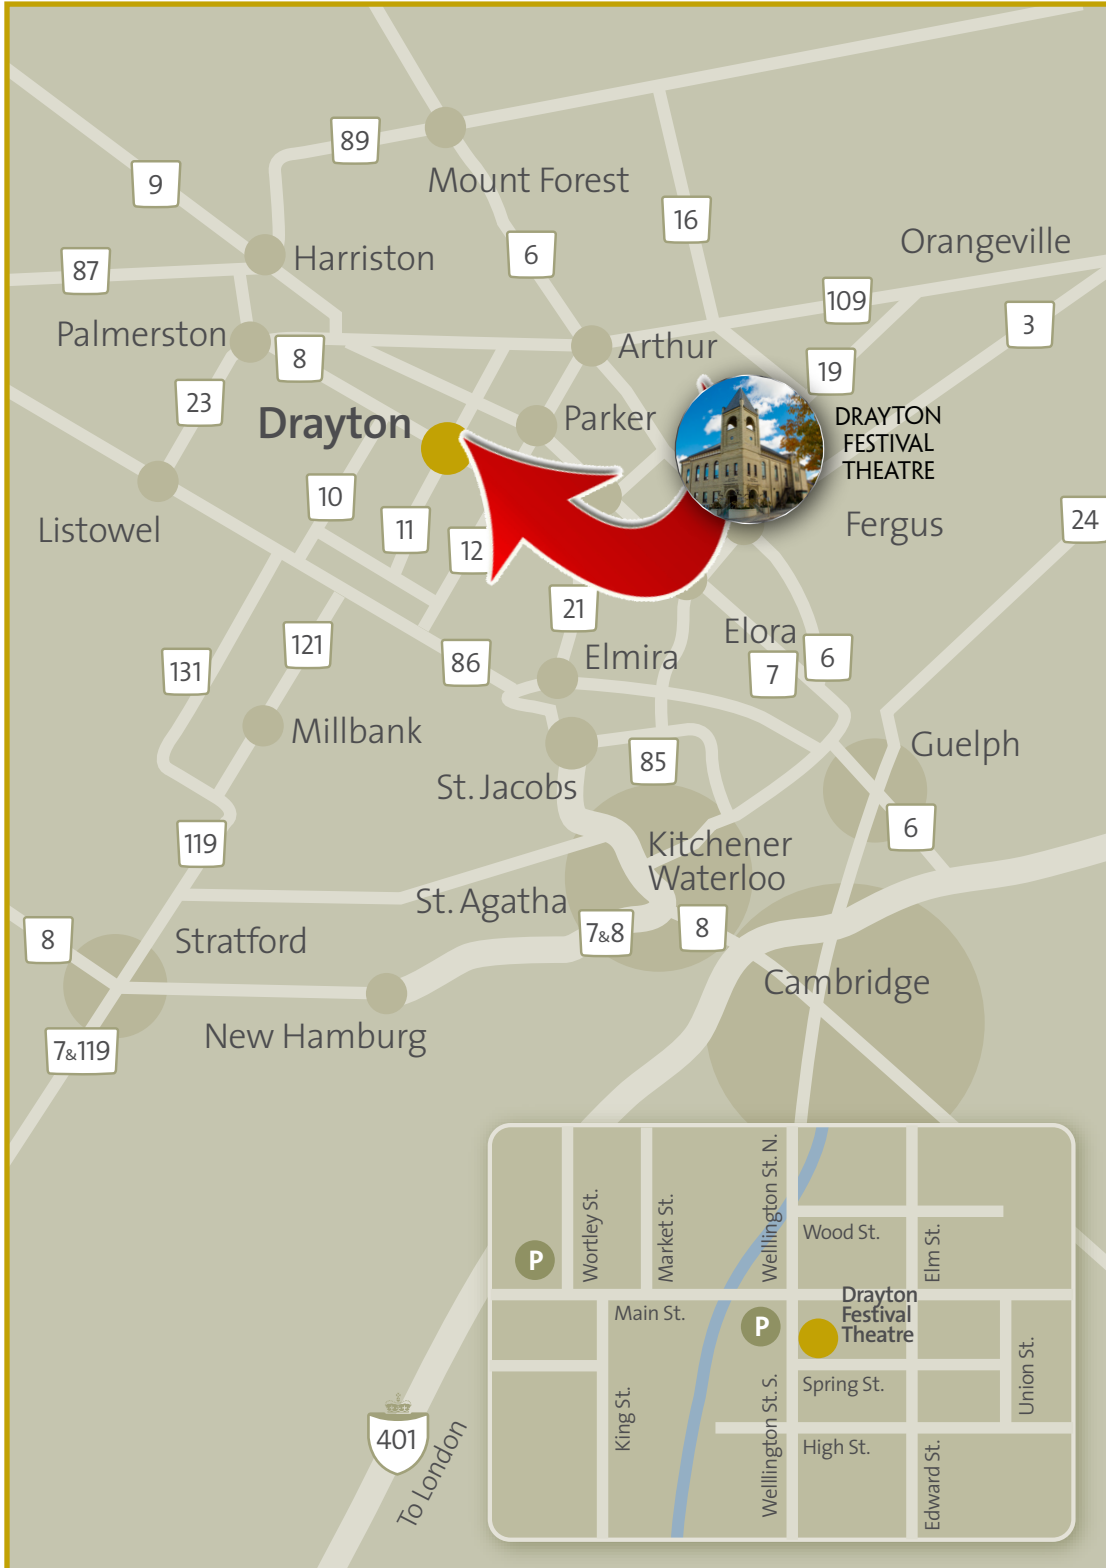 89
Mount Forest
9
16
Orangeville
6
Harriston
87
109
3
Palmerston
Arthur
8
19
23
Drayton
Parker
DRAYTON
FESTIVAL
THEATRE
10
Listowel
11
Fergus
24
12
21
Elora
121
Elmira
6
86
7
131
Millbank
Guelph
85
St. Jacobs
6
119
Kitchener
Waterloo
St. Agatha
8
Stratford
7&8
8
Cambridge
New Hamburg
7&119
Wortley St.
Market St.
Welllington St. N.
Wood St.
Elm St.
P
Drayton
Festival
Theatre
Main St.
P
Spring St.
Union St.
King St.
Welllington St. S.
High St.
Edward St.
401
To London